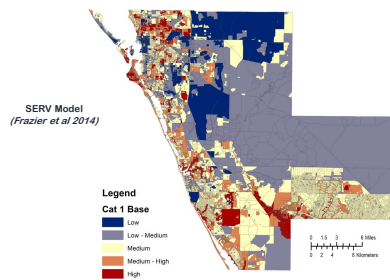 SERV Model
(Frazier et al 2014)
Legend
Cat 1 Base
Low
Low - Medium
Medium
Medium - High
High
0 1.5 3 6 Miles
0 2 4 8 Kilometers